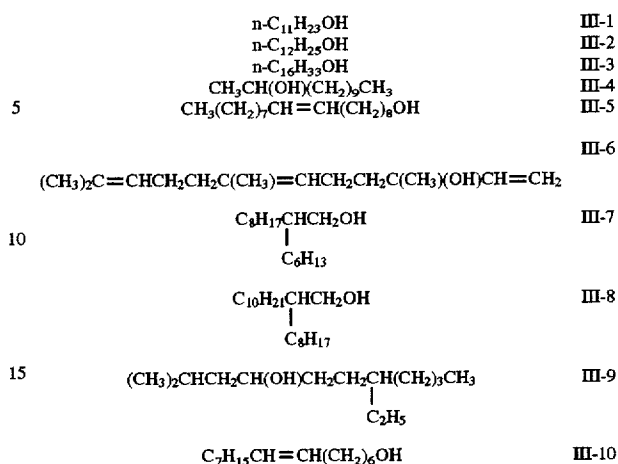 n-C₁₁H₂₃OH III-1
n-C₁₂H₂₅OH III-2
n-C₁₆H₃₃OH III-3
CH₃CH(OH)(CH₂)₉CH₃ III-4
5 CH₃(CH₂)₇CH=CH(CH₂)₈OH III-5
III-6
(CH₃)₂C=CHCH₂CH₂C(CH₃)=CHCH₂CH₂C(CH₃)(OH)CH=CH₂
C₈H₁₇CHCH₂OH III-7
10
C₆H₁₃
C₁₀H₂₁CHCH₂OH III-8
C₈H₁₇
15 (CH₃)₂CHCH₂CH(OH)CH₂CH₂CH(CH₂)₃CH₃ III-9
C₂H₅
C₇H₁₅CH=CH(CH₂)₆OH III-10